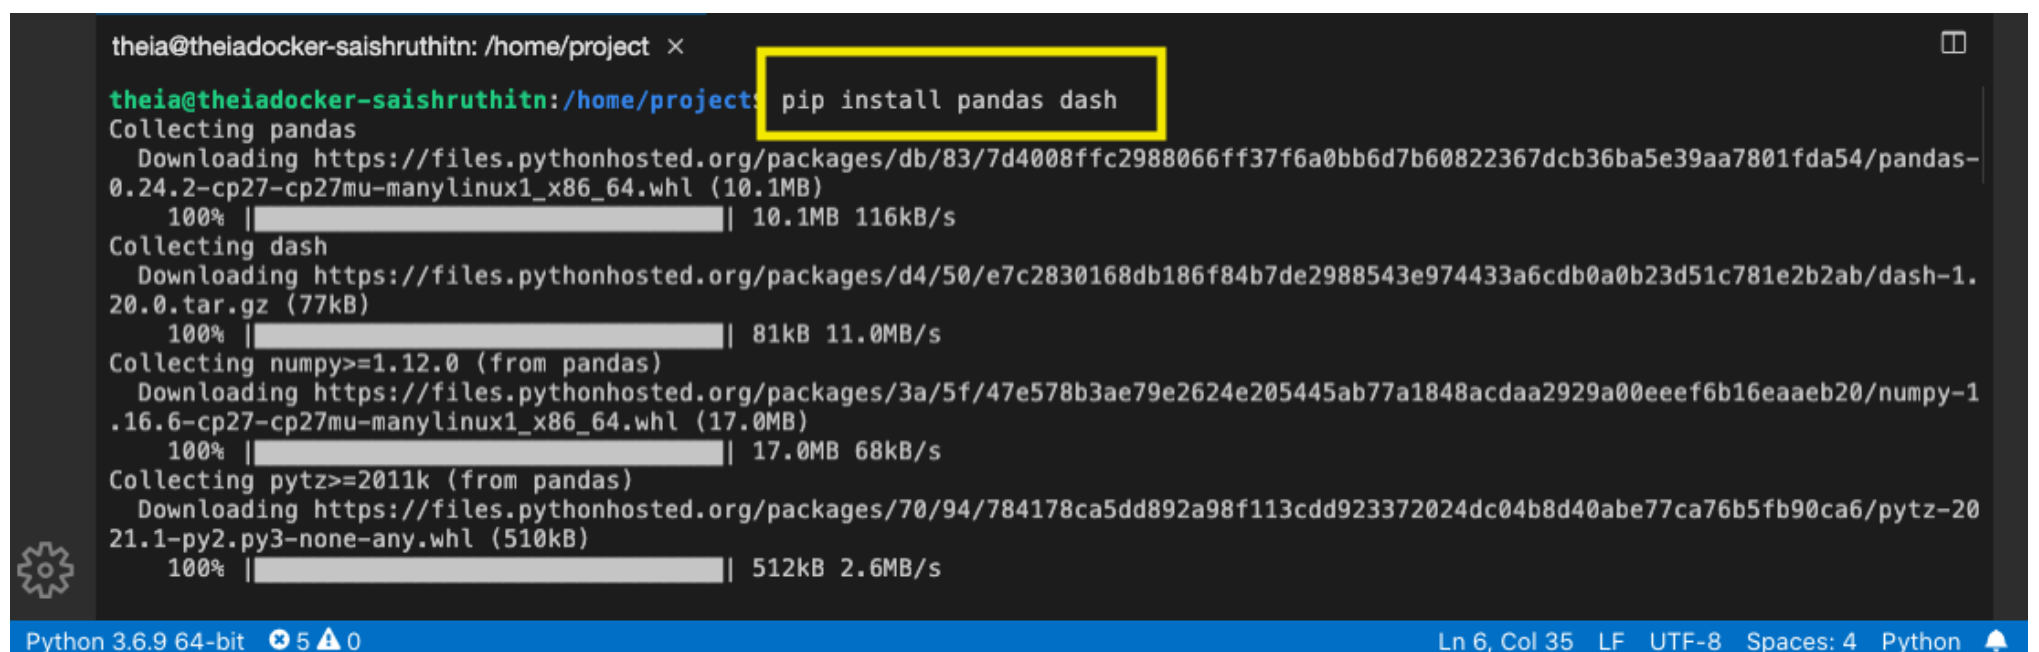 theia@theiadocker-saishruthitn: /home/project ×
theia@theiadocker-saishruthitn:/home/project$ pip install pandas dash
Collecting pandas
Downloading https://files.pythonhosted.org/packages/db/83/7d4008ffc2988066ff37f6a0bb6d7b60822367dcb36ba5e39aa7801fda54/pandas-
0.24.2-cp27-cp27mu-manylinux1_x86_64.whl (10.1MB)
100% || 10.1MB 116kB/s
Collecting dash
Downloading https://files.pythonhosted.org/packages/d4/50/e7c2830168db186f84b7de2988543e974433a6cdb0a0b23d51c781e2b2ab/dash-1.
20.0.tar.gz (77kB)
100% || 81kB 11.0MB/s
Collecting numpy>=1.12.0 (from pandas)
Downloading https://files.pythonhosted.org/packages/3a/5f/47e578b3ae79e2624e205445ab77a1848acdaa2929a00eeef6b16eaaeb20/numpy-1
.16.6-cp27-cp27mu-manylinux1_x86_64.whl (17.0MB)
100% || 17.0MB 68kB/s
Collecting pytz>=2011k (from pandas)
Downloading https://files.pythonhosted.org/packages/70/94/784178ca5dd892a98f113cdd923372024dc04b8d40abe77ca76b5fb90ca6/pytz-20
21.1-py2.py3-none-any.whl (510kB)
100% || 512kB 2.6MB/s
Python 3.6.9 64-bit 5 0 Ln 6, Col 35 LF UTF-8 Spaces: 4 Python